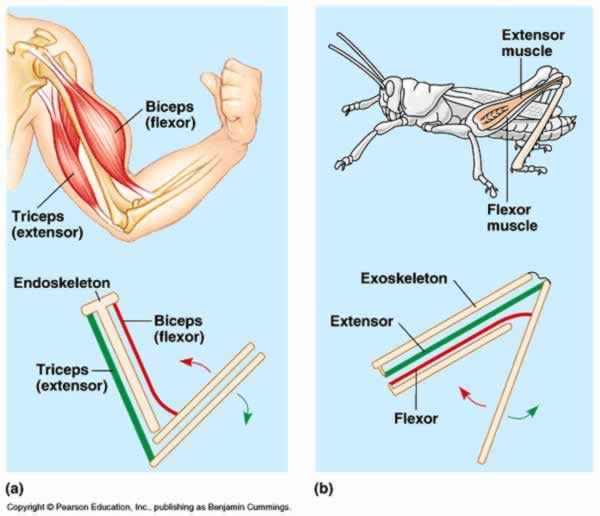 Biceps
(flexor)
Triceps
(extensor)
Endoskeleton
Biceps
(flexor)
Triceps
(extensor)
(a)
Extensor
muscle
Flexor
muscle
Exoskeleton
Extensor
Flexor
(b)
Copyright © Pearson Education, Inc., publishing as Benjamin Cummings.